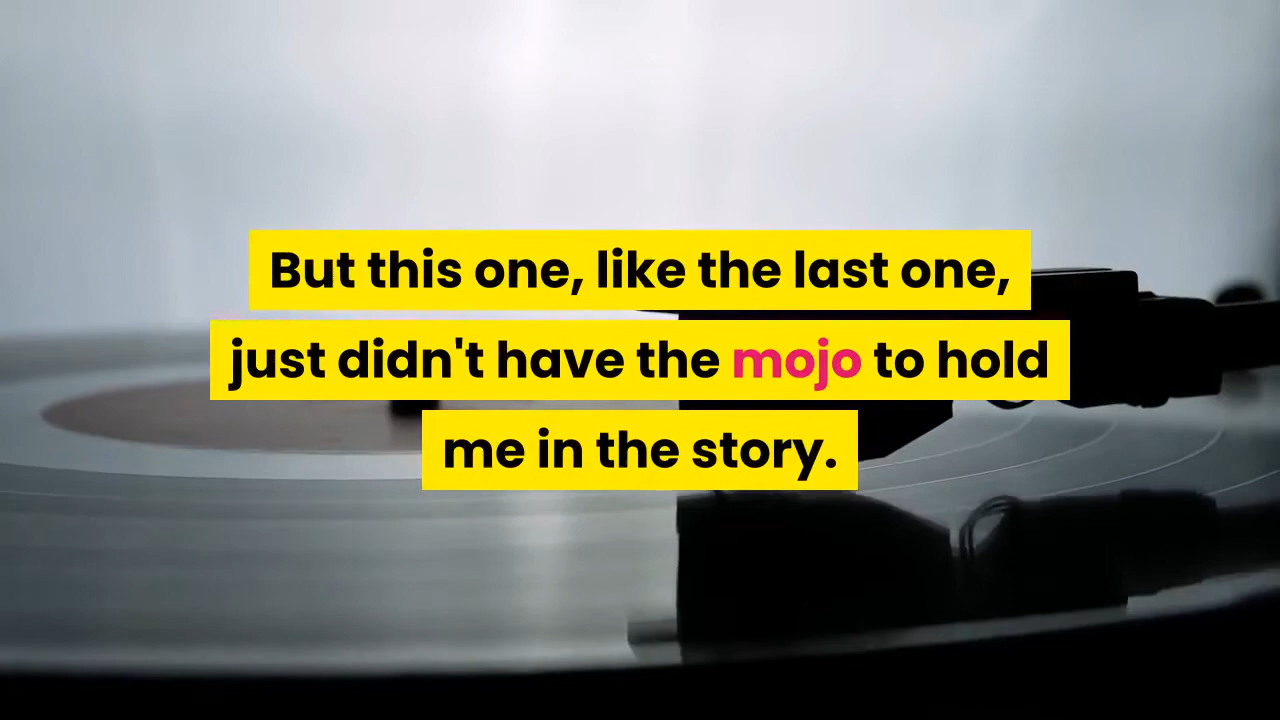 But this one, like the last one,
just didn't have the mojo to hold
me in the story.